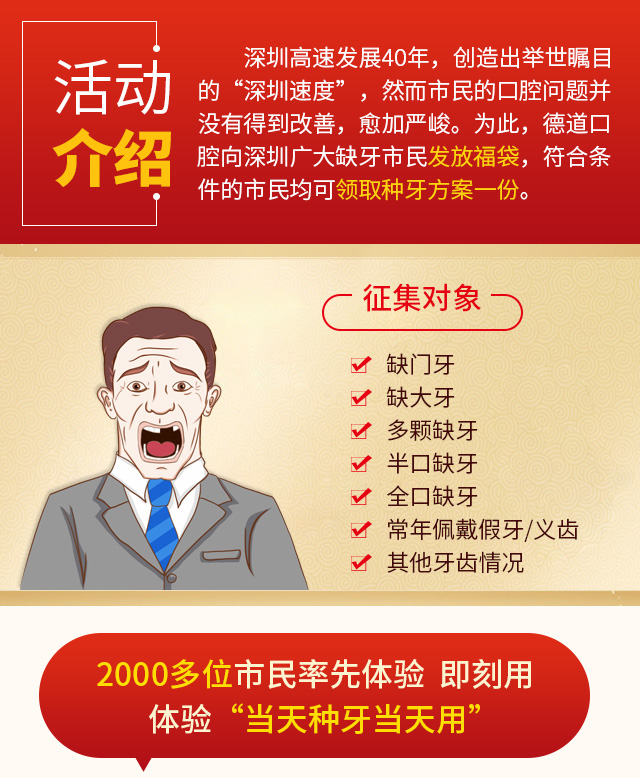 活动
介绍
深圳高速发展40年，创造出举世瞩目
的“深圳速度”，然而市民的口腔问题并
没有得到改善，愈加严峻。为此，德道口
腔向深圳广大缺牙市民发放福袋，符合条
件的市民均可领取种牙方案一份。
征集对象
缺门牙
缺大牙
多颗缺牙
半口缺牙
全口缺牙
常年佩戴假牙/义齿
其他牙齿情况
2000多位市民率先体验 即刻用
体验“当天种牙当天用”